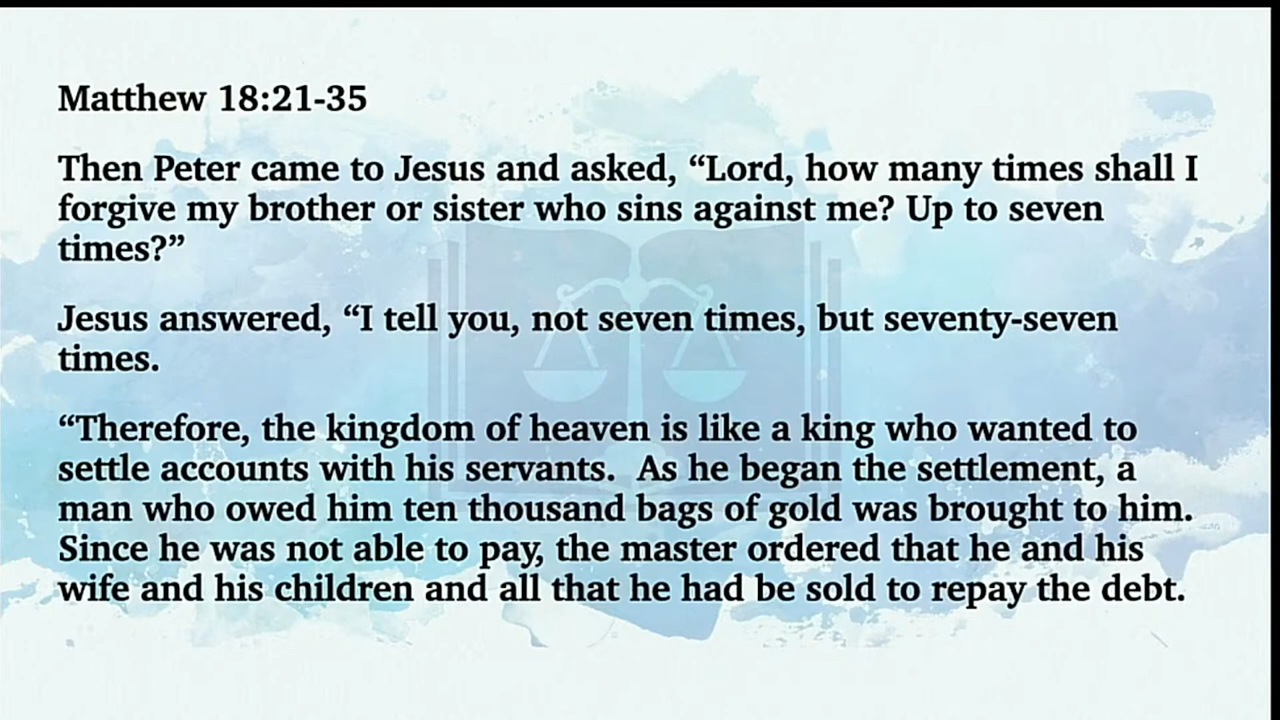 Matthew 18:21-35
Then Peter came to Jesus and asked, “Lord, how many times shall I
forgive my brother or sister who sins against me? Up to seven
times?”
Jesus answered, “I tell you, not seven times, but seventy-seven
times.
“Therefore, the kingdom of heaven is like a king who wanted to
settle accounts with his servants.  As he began the settlement, a
man who owed him ten thousand bags of gold was brought to him.
Since he was not able to pay, the master ordered that he and his
wife and his children and all that he had be sold to repay the debt.